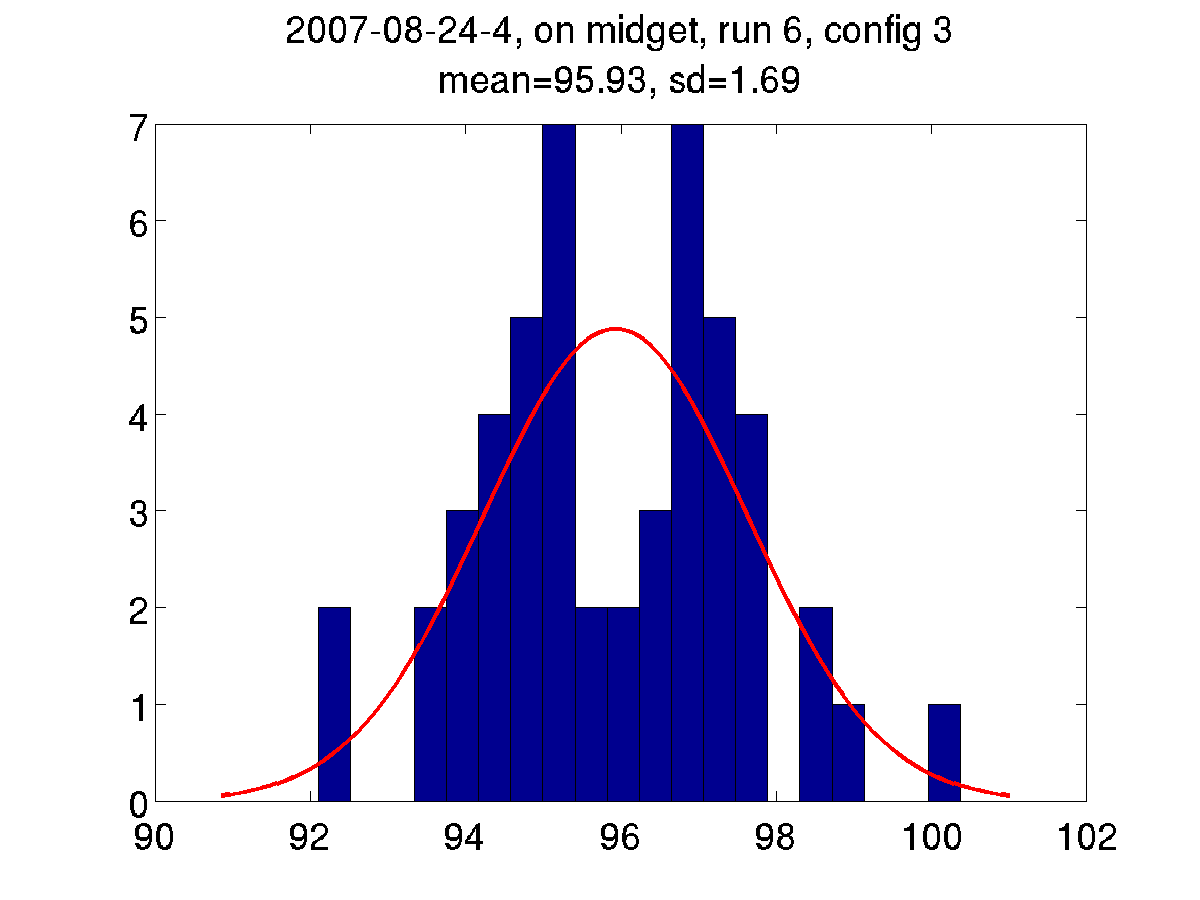 2007-08-24-4, on midget, run 6, config 3
mean=95.93, sd=1.69
7
6
5
4
3
2
1
0
90 92 94 96 98 100 102